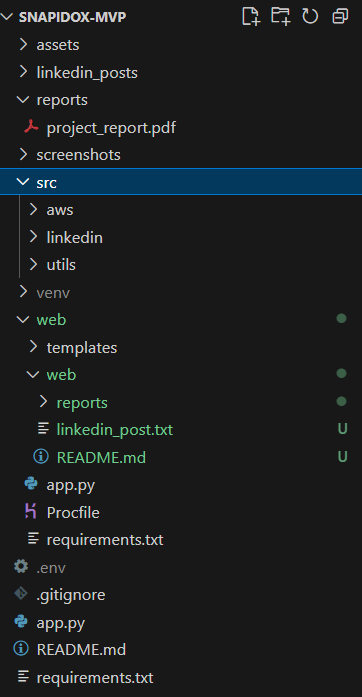 SNAPIDOX-MVP
assets
linkedin_posts
reports
project_report.pdf
screenshots
src
aws
linkedin
utils
venv
web
templates
web
reports
linkedin_post.txt U
README.md U
app.py
Procfile
requirements.txt
.env
.gitignore
app.py
README.md
requirements.txt